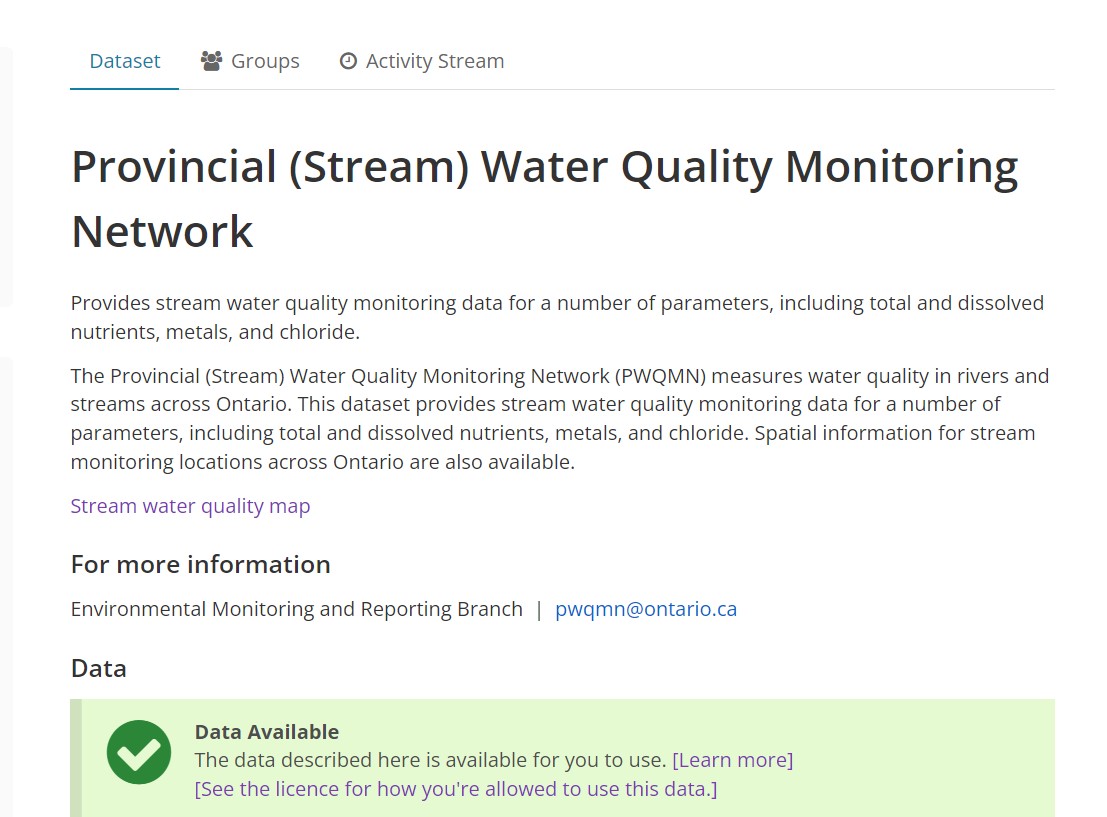 Dataset Groups Activity Stream
Provincial (Stream) Water Quality Monitoring
Network
Provides stream water quality monitoring data for a number of parameters, including total and dissolved
nutrients, metals, and chloride.
The Provincial (Stream) Water Quality Monitoring Network (PWQMN) measures water quality in rivers and
streams across Ontario. This dataset provides stream water quality monitoring data for a number of
parameters, including total and dissolved nutrients, metals, and chloride. Spatial information for stream
monitoring locations across Ontario are also available.
Stream water quality map
For more information
Environmental Monitoring and Reporting Branch | pwqmn@ontario.ca
Data
Data Available
The data described here is available for you to use. [Learn more]
[See the licence for how you're allowed to use this data.]